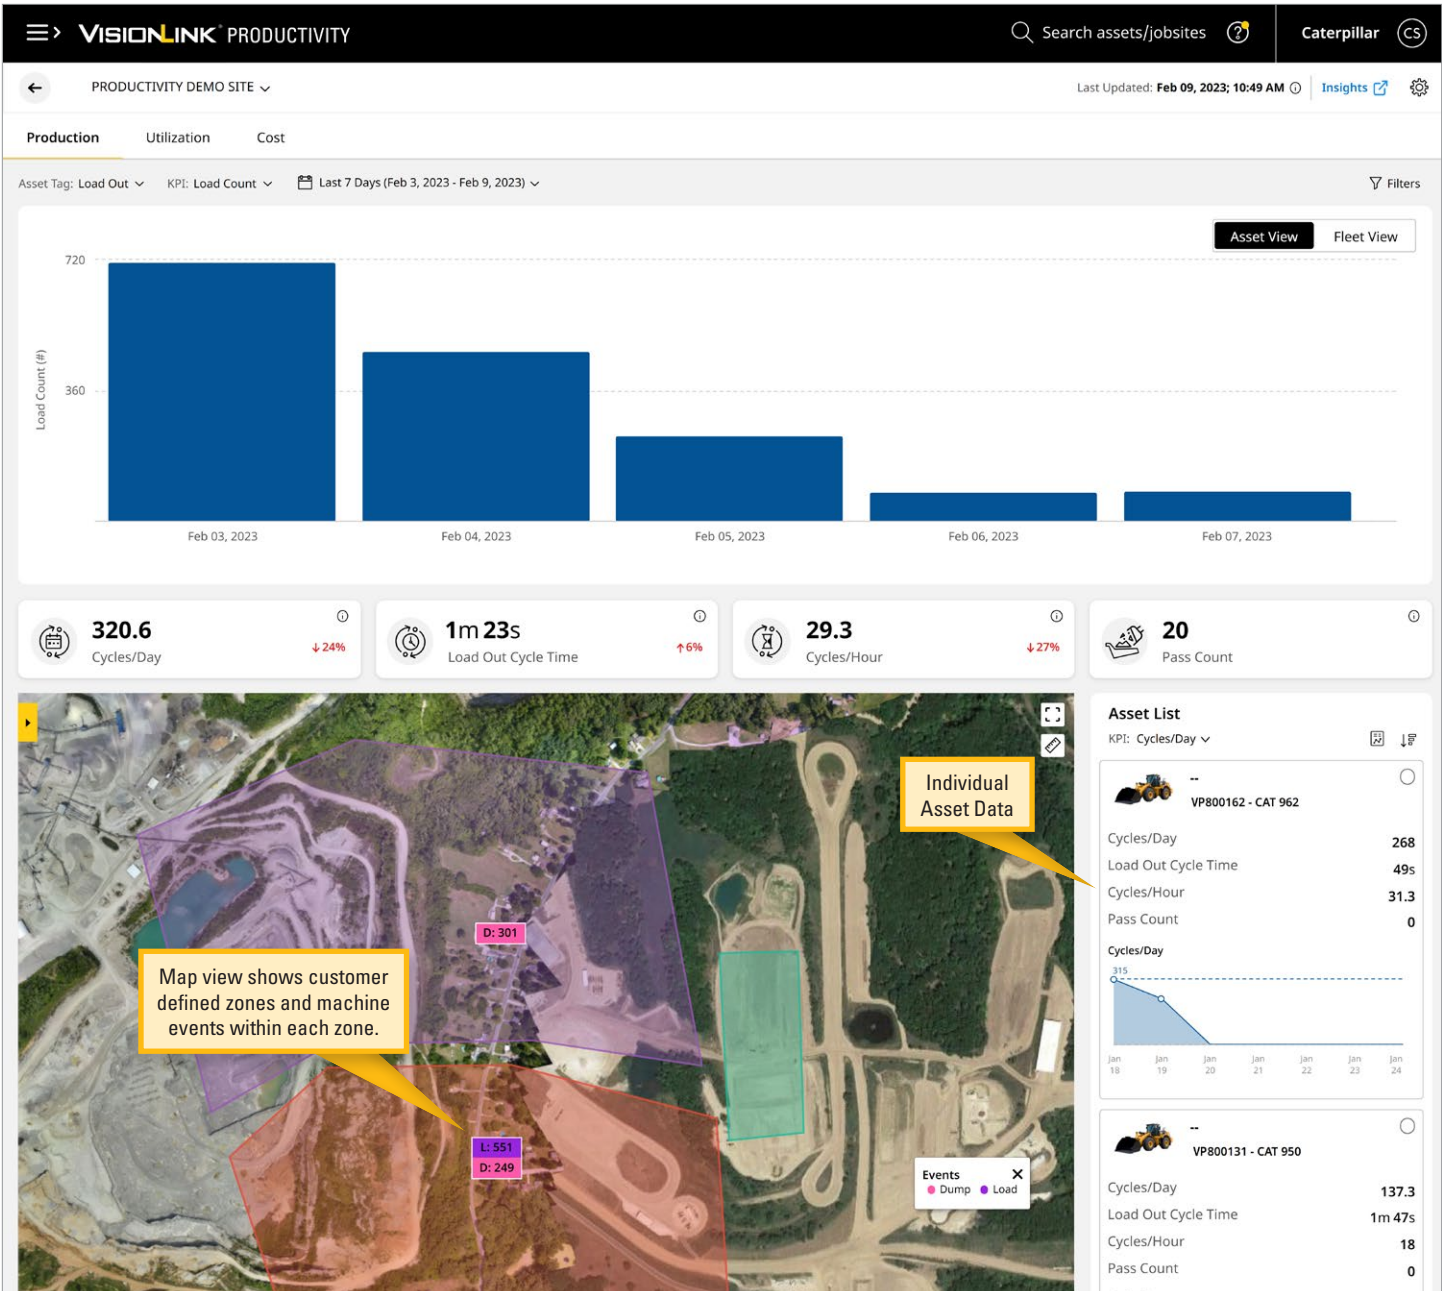 VISIONLINK® PRODUCTIVITY
Search assets/jobsites
Caterpillar
CS
PRODUCTIVITY DEMO SITE
Last Updated: Feb 09, 2023; 10:49 AM
Insights
Production
Utilization
Cost
Asset Tag: Load Out
KPI: Load Count
Last 7 Days (Feb 3, 2023 - Feb 9, 2023)
Filters
Asset View
Fleet View
720
360
Load Count (#)
Feb 03, 2023
Feb 04, 2023
Feb 05, 2023
Feb 06, 2023
Feb 07, 2023
320.6
Cycles/Day
↓24%
1m 23s
Load Out Cycle Time
↑6%
29.3
Cycles/Hour
↓27%
20
Pass Count
Individual
Asset Data
D: 301
Map view shows customer
defined zones and machine
events within each zone.
L: 551
D: 249
Events
Dump
Load
Asset List
KPI: Cycles/Day
--
VP800162 - CAT 962
Cycles/Day 268
Load Out Cycle Time 49s
Cycles/Hour 31.3
Pass Count 0
Cycles/Day
315
Jan 18
Jan 19
Jan 20
Jan 21
Jan 22
Jan 23
Jan 24
--
VP800131 - CAT 950
Cycles/Day 137.3
Load Out Cycle Time 1m 47s
Cycles/Hour 18
Pass Count 0